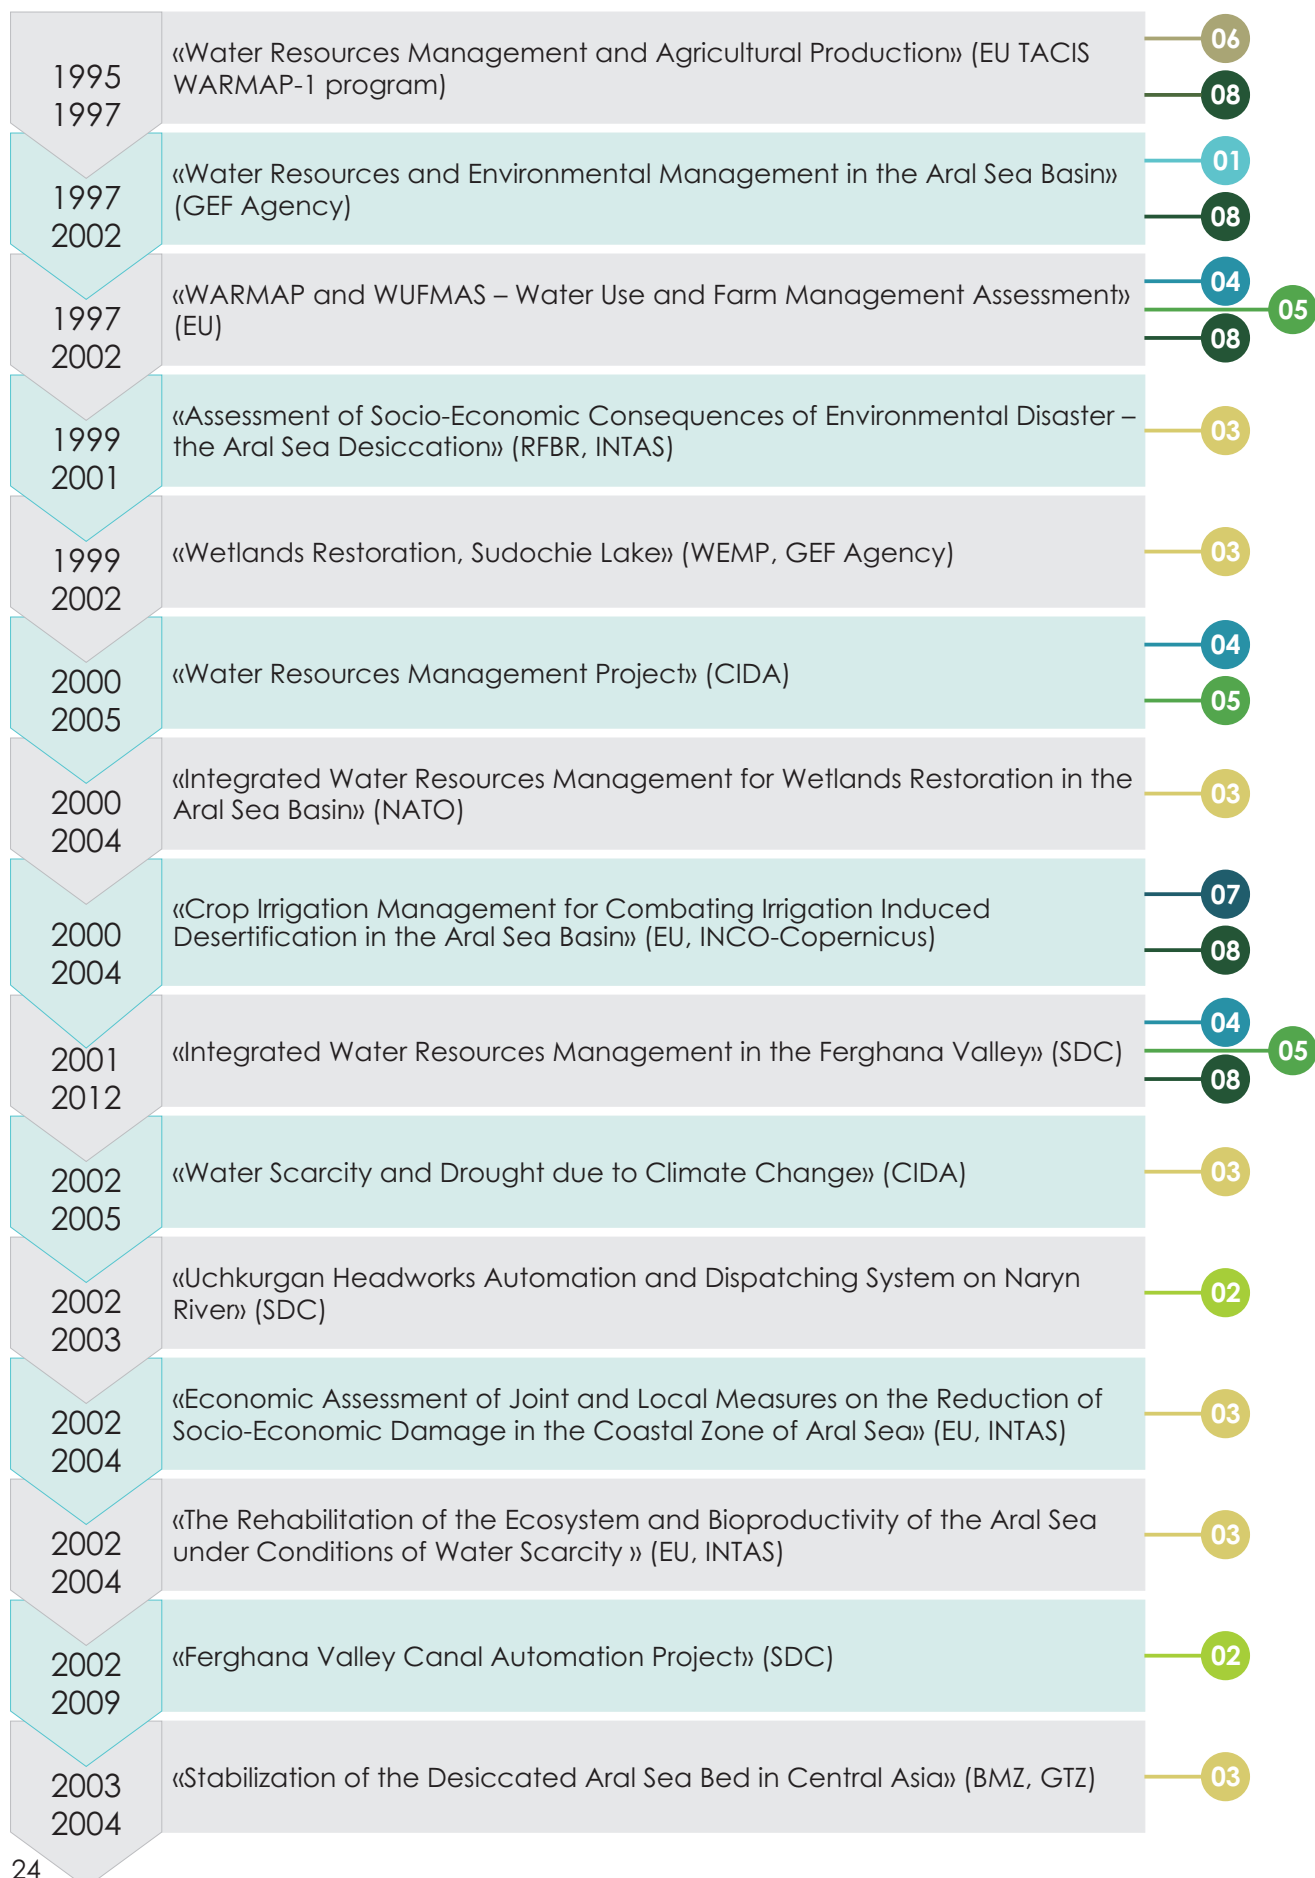 1995
1997
«Water Resources Management and Agricultural Production» (EU TACIS
WARMAP-1 program)
06
08
1997
2002
«Water Resources and Environmental Management in the Aral Sea Basin»
(GEF Agency)
01
08
1997
2002
«WARMAP and WUFMAS – Water Use and Farm Management Assessment»
(EU)
04
05
08
1999
2001
«Assessment of Socio-Economic Consequences of Environmental Disaster –
the Aral Sea Desiccation» (RFBR, INTAS)
03
1999
2002
«Wetlands Restoration, Sudochie Lake» (WEMP, GEF Agency)
03
2000
2005
«Water Resources Management Project» (CIDA)
04
05
2000
2004
«Integrated Water Resources Management for Wetlands Restoration in the
Aral Sea Basin» (NATO)
03
2000
2004
«Crop Irrigation Management for Combating Irrigation Induced
Desertification in the Aral Sea Basin» (EU, INCO-Copernicus)
07
08
2001
2012
«Integrated Water Resources Management in the Ferghana Valley» (SDC)
04
05
08
2002
2005
«Water Scarcity and Drought due to Climate Change» (CIDA)
03
2002
2003
«Uchkurgan Headworks Automation and Dispatching System on Naryn
River» (SDC)
02
2002
2004
«Economic Assessment of Joint and Local Measures on the Reduction of
Socio-Economic Damage in the Coastal Zone of Aral Sea» (EU, INTAS)
03
2002
2004
«The Rehabilitation of the Ecosystem and Bioproductivity of the Aral Sea
under Conditions of Water Scarcity » (EU, INTAS)
03
2002
2009
«Ferghana Valley Canal Automation Project» (SDC)
02
2003
2004
«Stabilization of the Desiccated Aral Sea Bed in Central Asia» (BMZ, GTZ)
03
24